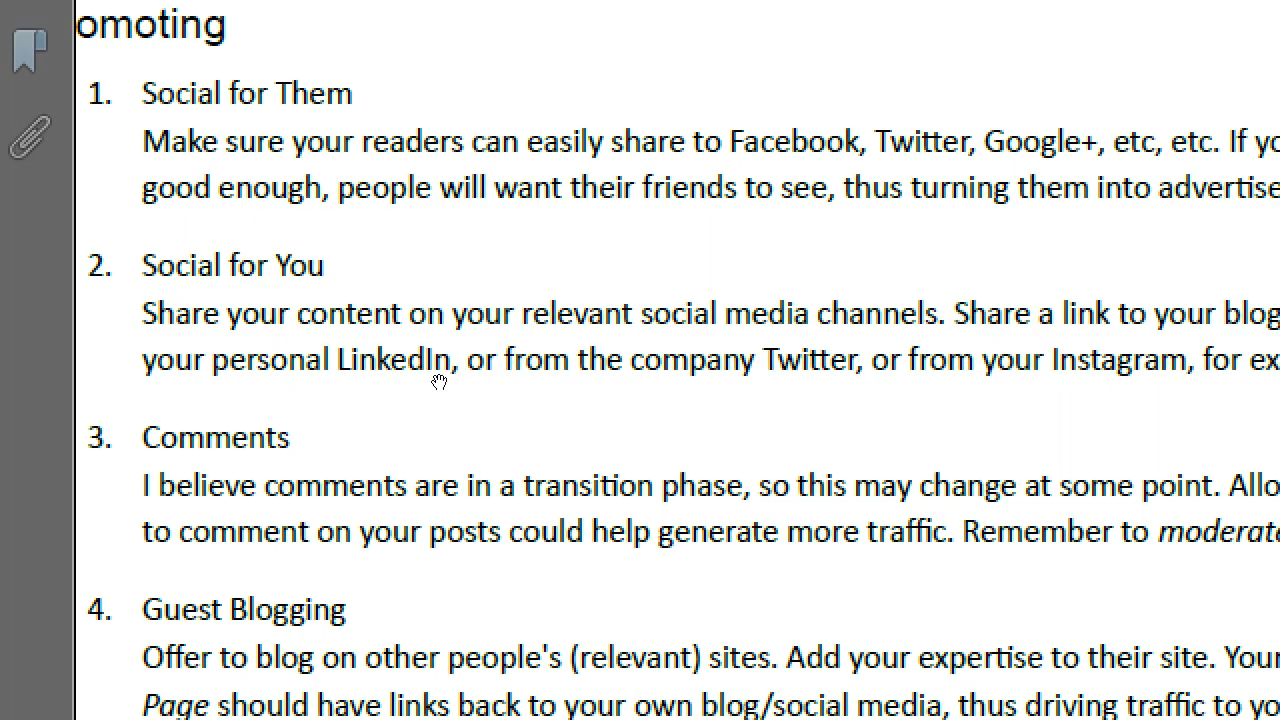 omoting
1. Social for Them
Make sure your readers can easily share to Facebook, Twitter, Google+, etc, etc. If yo
good enough, people will want their friends to see, thus turning them into advertise
2. Social for You
Share your content on your relevant social media channels. Share a link to your blog
your personal LinkedIn, or from the company Twitter, or from your Instagram, for ex
3. Comments
I believe comments are in a transition phase, so this may change at some point. Allo
to comment on your posts could help generate more traffic. Remember to moderate
4. Guest Blogging
Offer to blog on other people's (relevant) sites. Add your expertise to their site. Your
Page should have links back to your own blog/social media, thus driving traffic to yo